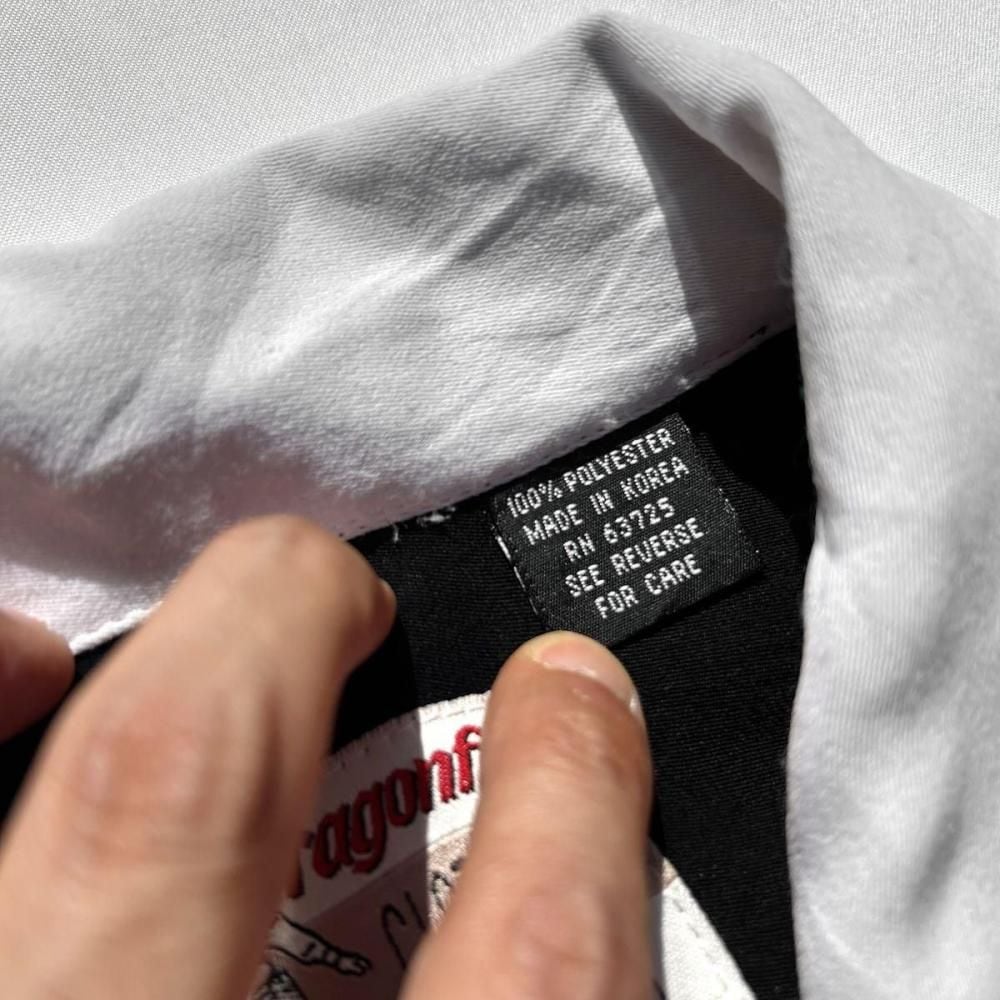 100% POLYESTER
MADE IN KOREA
RN 63725
SEE REVERSE
FOR CARE
ragonf